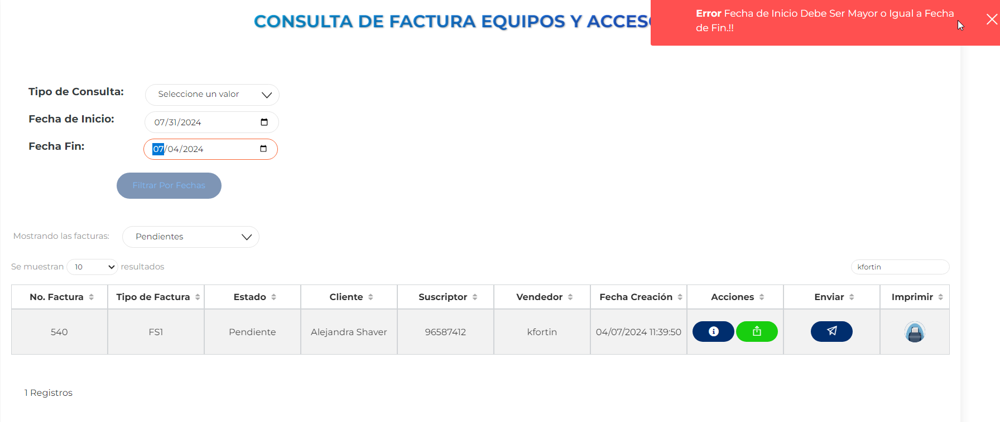 CONSULTA DE FACTURA EQUIPOS Y ACCES
Error Fecha de Inicio Debe Ser Mayor o Igual a Fecha
de Fin.!!
Tipo de Consulta: Seleccione un valor
Fecha de Inicio: 07/31/2024
Fecha Fin: 07/04/2024
Filtrar Por Fechas
Mostrando las facturas: Pendientes
Se muestran 10 resultados kfortin
No. Factura Tipo de Factura Estado Cliente Suscriptor Vendedor Fecha Creación Acciones Enviar Imprimir
540 FS1 Pendiente Alejandra Shaver 96587412 kfortin 04/07/2024 11:39:50
1 Registros